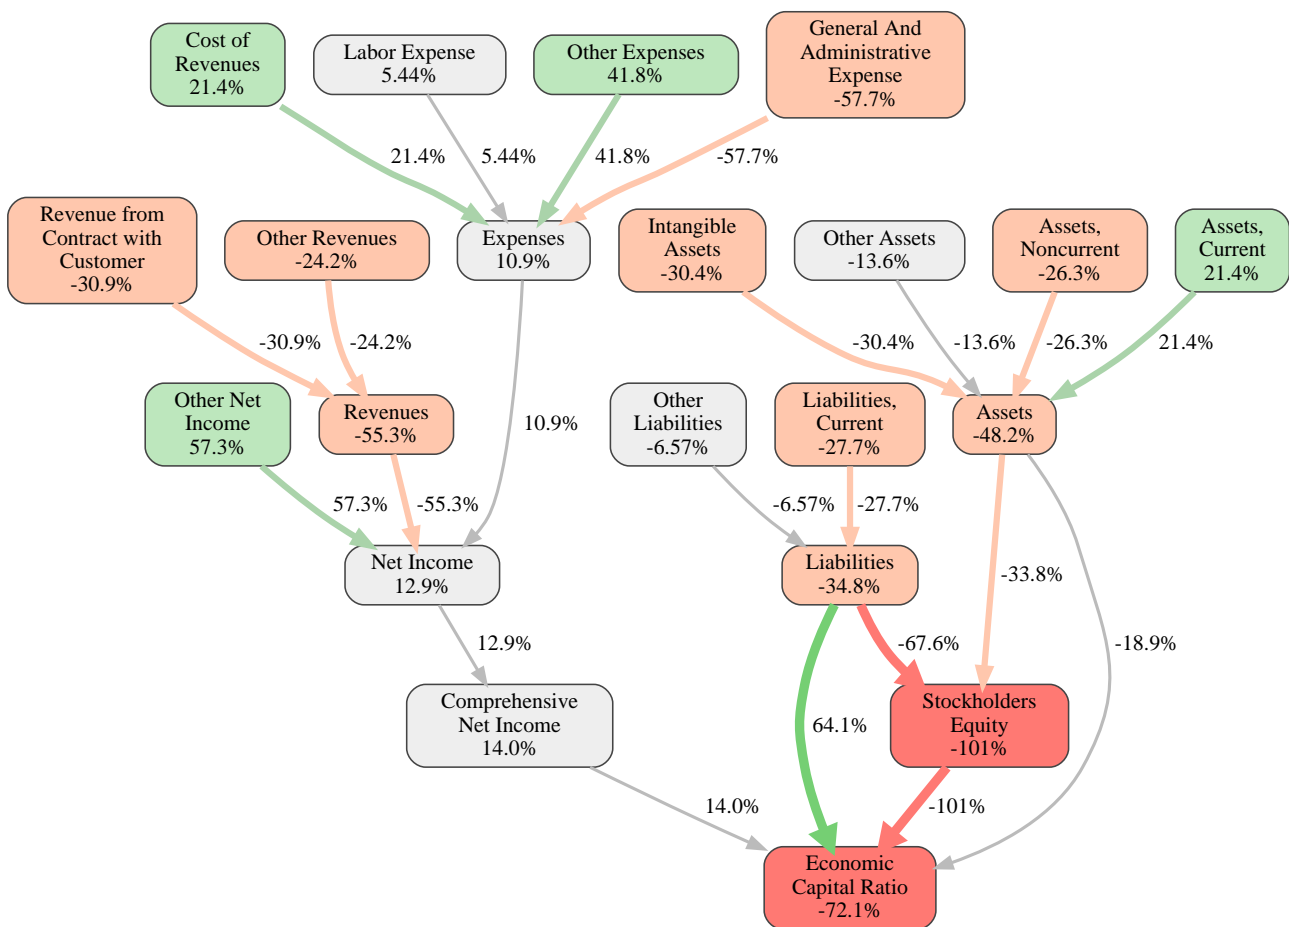 Cost of
Revenues
21.4%
Labor Expense
5.44%
Other Expenses
41.8%
General And
Administrative
Expense
-57.7%
21.4%
5.44%
41.8%
-57.7%
Revenue from
Contract with
Customer
-30.9%
Other Revenues
-24.2%
Expenses
10.9%
Intangible
Assets
-30.4%
Other Assets
-13.6%
Assets,
Noncurrent
-26.3%
Assets,
Current
21.4%
-30.9%
-24.2%
-30.4%
-13.6%
-26.3%
21.4%
Other Net
Income
57.3%
Revenues
-55.3%
10.9%
Other
Liabilities
-6.57%
Liabilities,
Current
-27.7%
Assets
-48.2%
57.3%
-55.3%
-6.57%
-27.7%
Net Income
12.9%
Liabilities
-34.8%
-33.8%
12.9%
-67.6%
-18.9%
Comprehensive
Net Income
14.0%
64.1%
Stockholders
Equity
-101%
14.0%
-101%
Economic
Capital Ratio
-72.1%